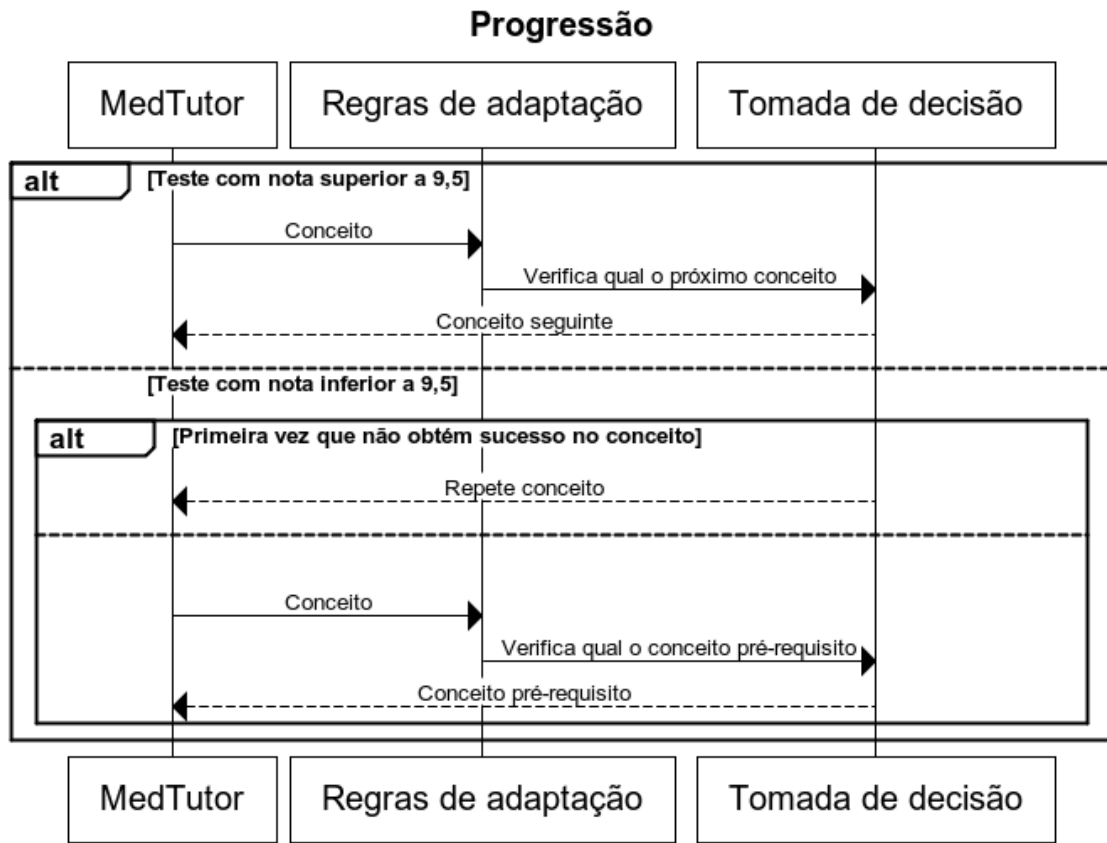 Progressão
MedTutor
Regras de adaptação
Tomada de decisão
alt
[Teste com nota superior a 9,5]
Conceito
Verifica qual o próximo conceito
Conceito seguinte
[Teste com nota inferior a 9,5]
alt
[Primeira vez que não obtém sucesso no conceito]
Repete conceito
Conceito
Verifica qual o conceito pré-requisito
Conceito pré-requisito
MedTutor
Regras de adaptação
Tomada de decisão